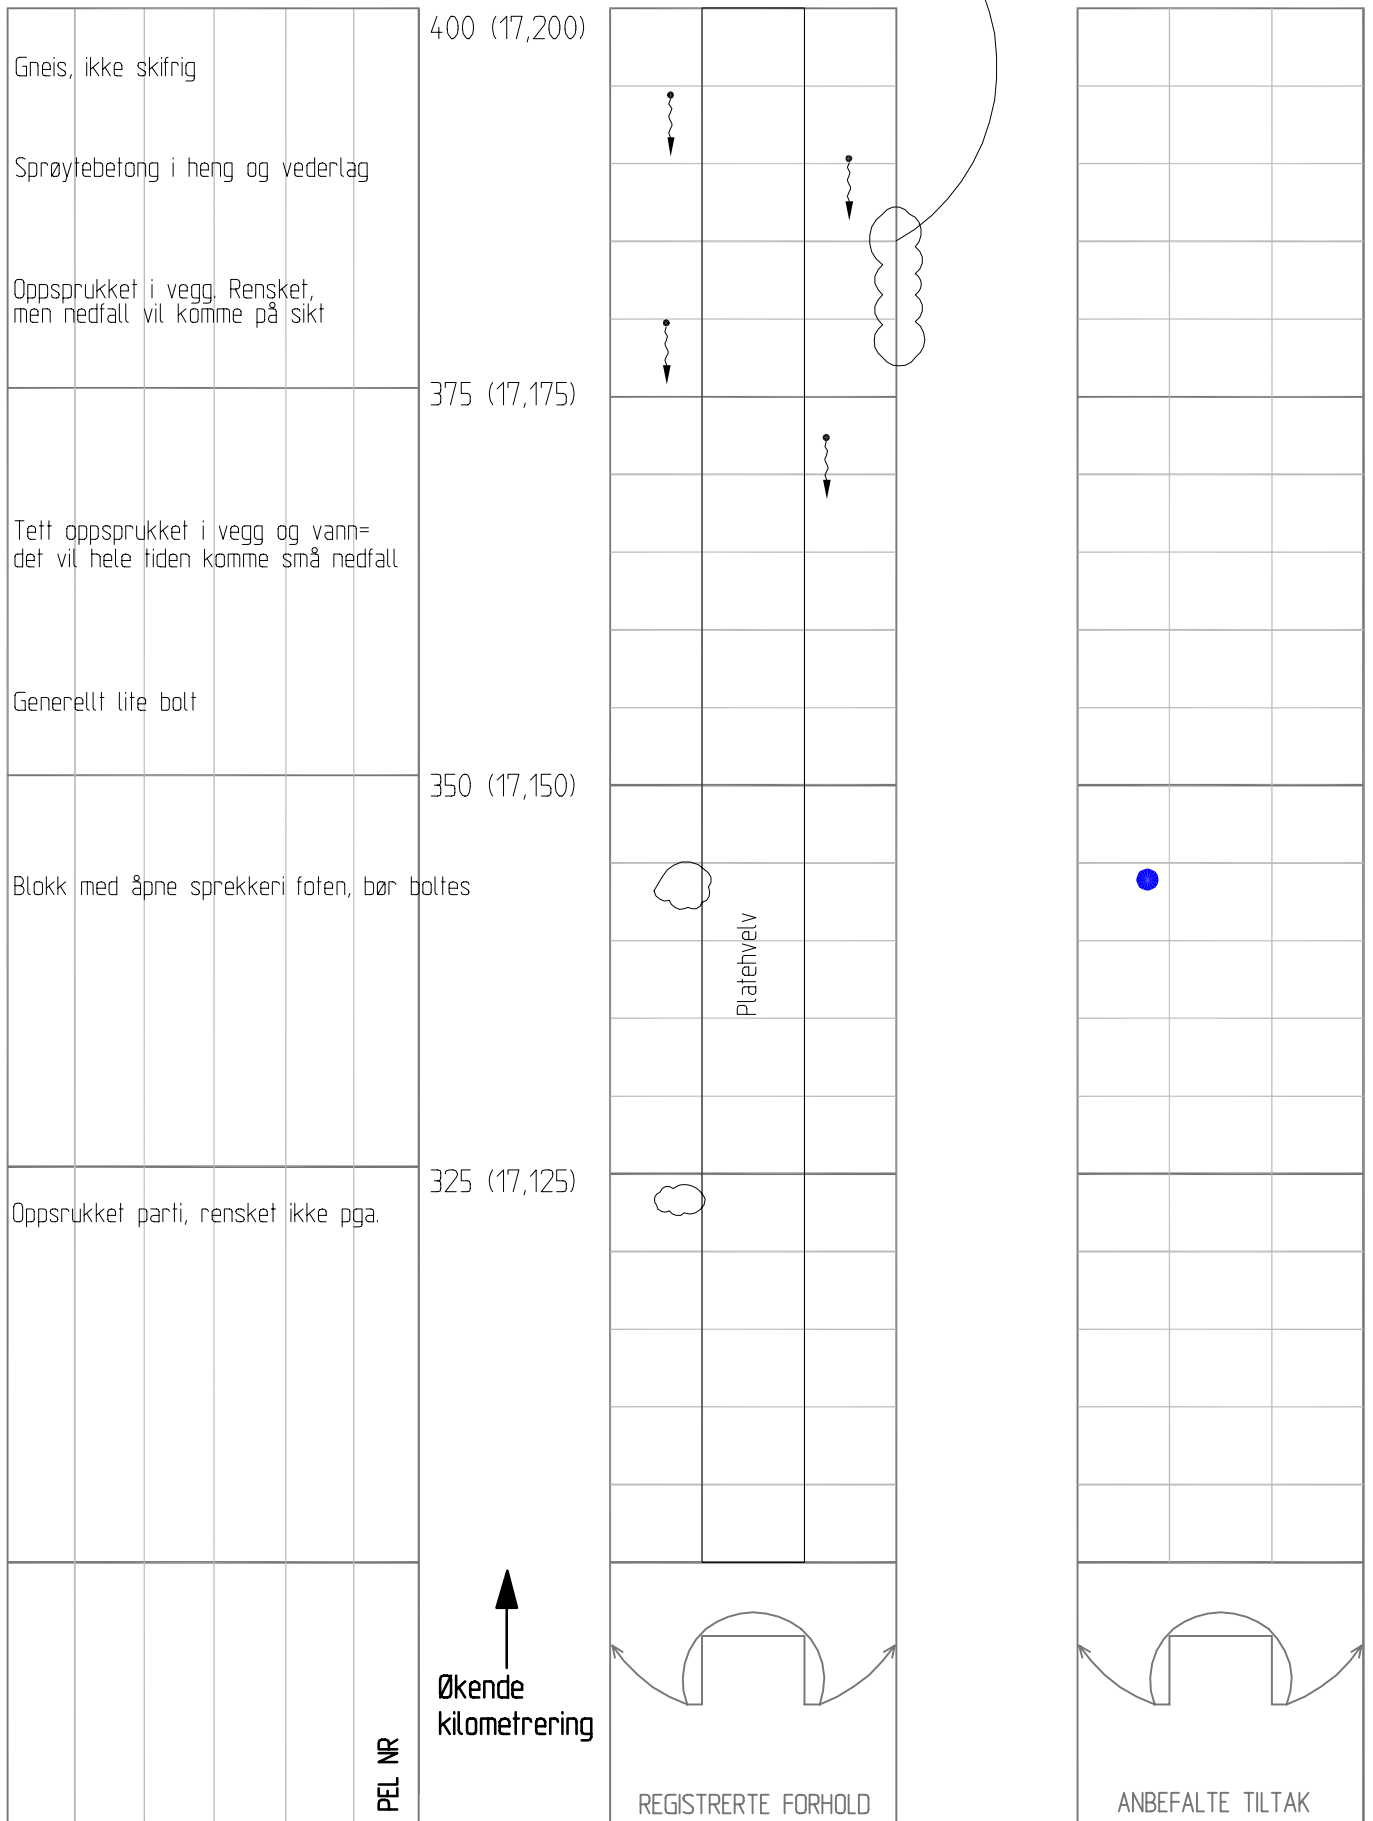 400 (17,200)
Gneis, ikke skifrig
Sprøytebetong i heng og vederlag
Oppsprukket i vegg. Rensket,
men nedfall vil komme på sikt
375 (17,175)
Tett oppsprukket i vegg og vann=
det vil hele tiden komme små nedfall
Generellt lite bolt
350 (17,150)
Blokk med åpne sprekkeri foten, bør boltes
Platehvelv
325 (17,125)
Oppsrukket parti, rensket ikke pga.
Økende
kilometrering
PEL NR
REGISTRERTE FORHOLD
ANBEFALTE TILTAK